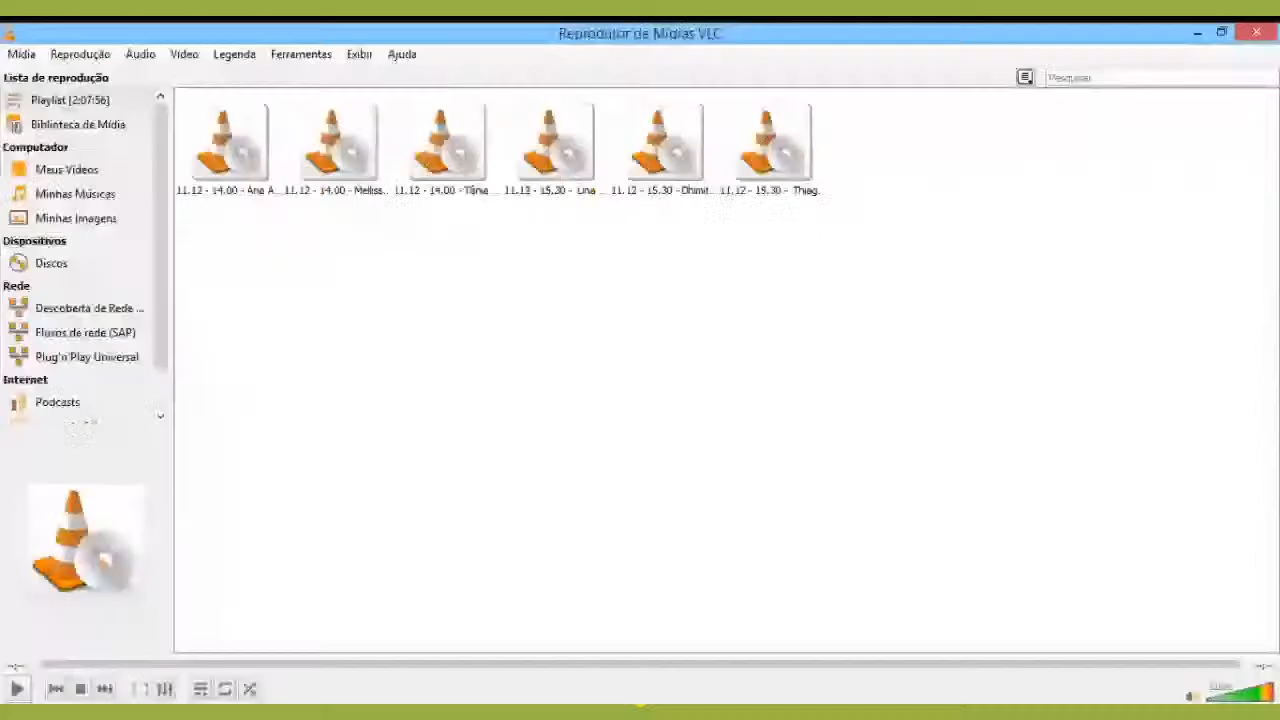 Reprodutor de Mídias VLC
Mídia Reprodução Áudio Vídeo Legenda Ferramentas Exibir Ajuda
Lista de reprodução
Pesquisar
Playlist [2:07:56]
Biblioteca de Mídia
Computador
Meus Vídeos
Minhas Músicas
Minhas Imagens
Dispositivos
Discos
Rede
Descoberta de Rede ...
Fluxos de rede (SAP)
Plug'n'Play Universal
Internet
Podcasts
11.12 - 14.00 - Ana A...
11.12 - 14.00 - Meliss...
11.12 - 14.00 - ...
11.12 - 15.30 - Lina ...
11.12 - 15.30 - Dhimit...
11.12 - 15.30 - Thiag...
--:--
--:--